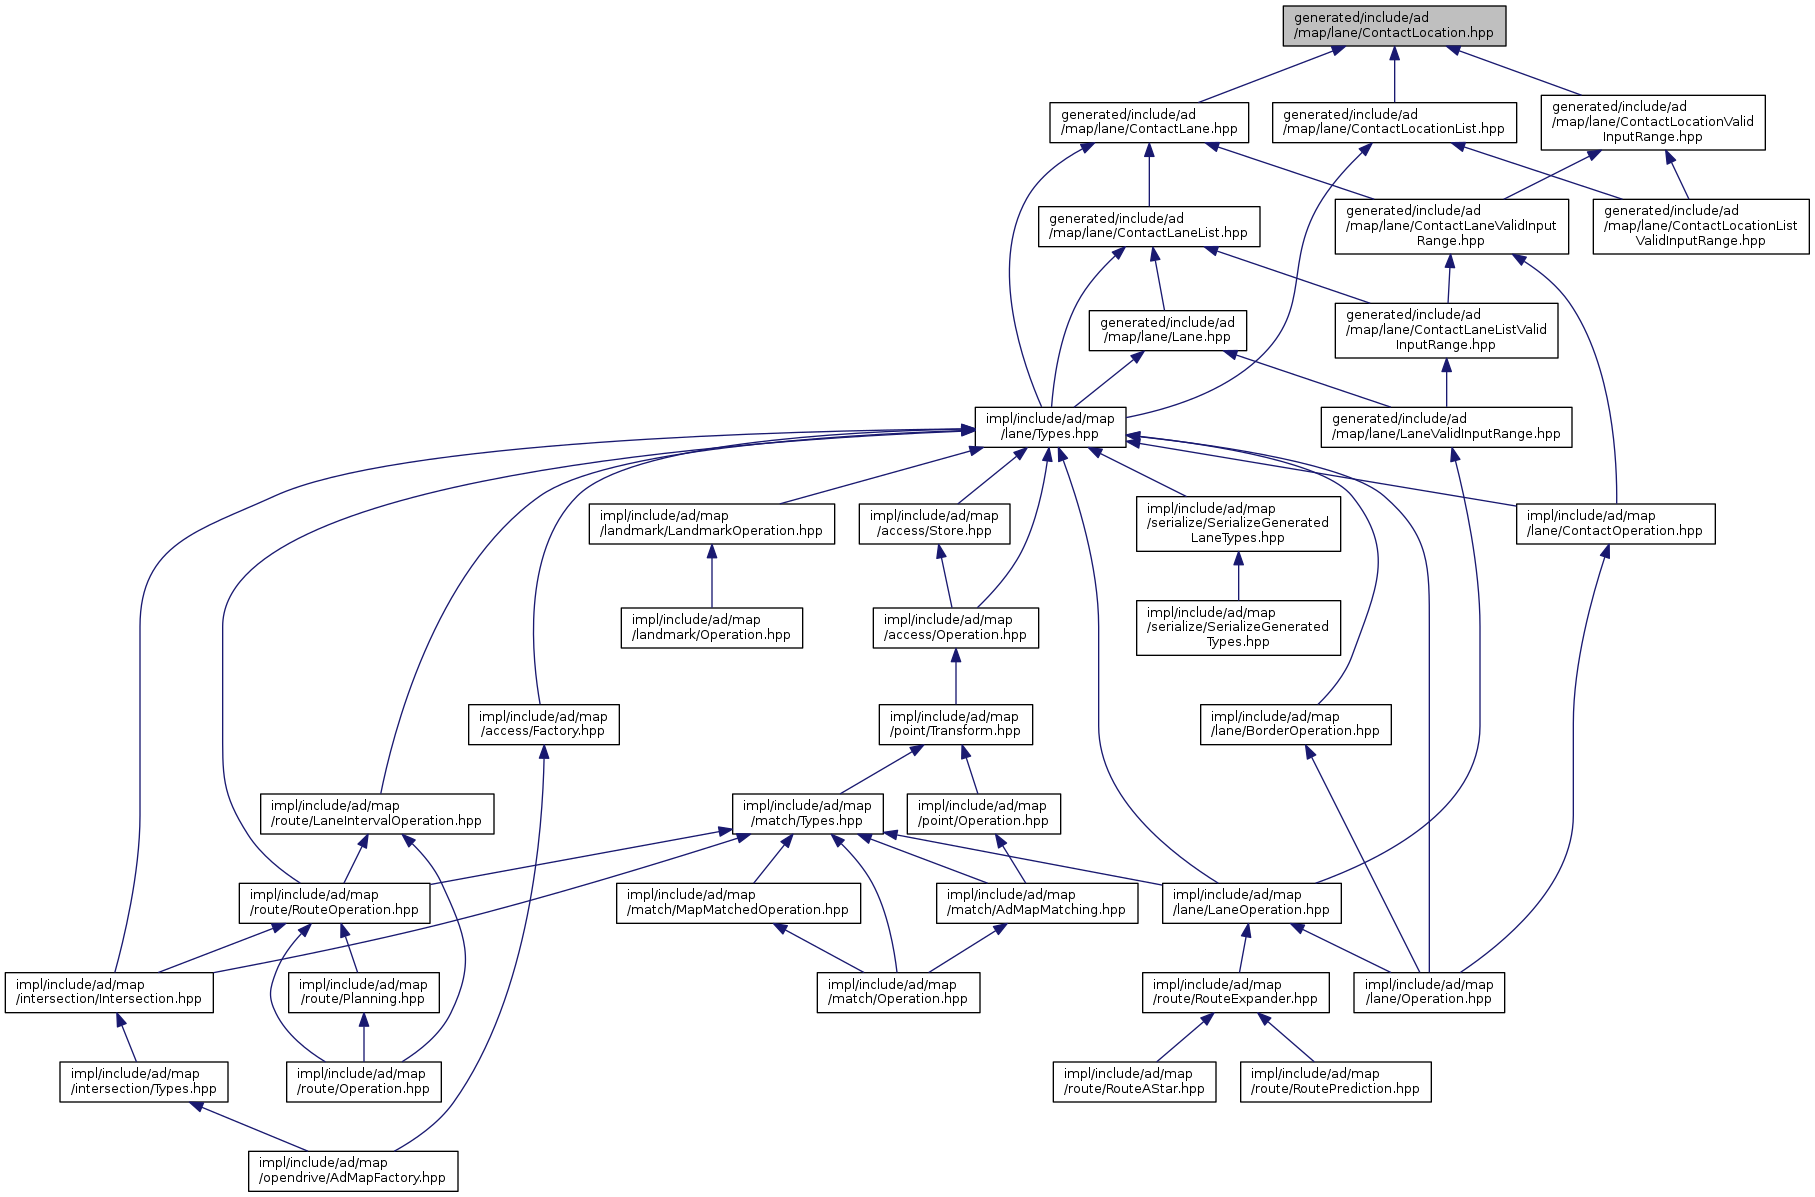 generated/include/ad
/map/lane/ContactLocation.hpp
generated/include/ad
/map/lane/ContactLane.hpp
generated/include/ad
/map/lane/ContactLocationList.hpp
generated/include/ad
/map/lane/ContactLocationValid
InputRange.hpp
generated/include/ad
/map/lane/ContactLaneList.hpp
generated/include/ad
/map/lane/ContactLaneValidInput
Range.hpp
generated/include/ad
/map/lane/ContactLocationList
ValidInputRange.hpp
generated/include/ad
/map/lane/Lane.hpp
generated/include/ad
/map/lane/ContactLaneListValid
InputRange.hpp
impl/include/ad/map
/lane/Types.hpp
generated/include/ad
/map/lane/LaneValidInputRange.hpp
impl/include/ad/map
/landmark/LandmarkOperation.hpp
impl/include/ad/map
/access/Store.hpp
impl/include/ad/map
/serialize/SerializeGenerated
LaneTypes.hpp
impl/include/ad/map
/lane/ContactOperation.hpp
impl/include/ad/map
/landmark/Operation.hpp
impl/include/ad/map
/access/Operation.hpp
impl/include/ad/map
/serialize/SerializeGenerated
Types.hpp
impl/include/ad/map
/access/Factory.hpp
impl/include/ad/map
/point/Transform.hpp
impl/include/ad/map
/lane/BorderOperation.hpp
impl/include/ad/map
/route/LaneIntervalOperation.hpp
impl/include/ad/map
/match/Types.hpp
impl/include/ad/map
/point/Operation.hpp
impl/include/ad/map
/route/RouteOperation.hpp
impl/include/ad/map
/match/MapMatchedOperation.hpp
impl/include/ad/map
/match/AdMapMatching.hpp
impl/include/ad/map
/lane/LaneOperation.hpp
impl/include/ad/map
/intersection/Intersection.hpp
impl/include/ad/map
/route/Planning.hpp
impl/include/ad/map
/match/Operation.hpp
impl/include/ad/map
/route/RouteExpander.hpp
impl/include/ad/map
/lane/Operation.hpp
impl/include/ad/map
/intersection/Types.hpp
impl/include/ad/map
/route/Operation.hpp
impl/include/ad/map
/route/RouteAStar.hpp
impl/include/ad/map
/route/RoutePrediction.hpp
impl/include/ad/map
/opendrive/AdMapFactory.hpp